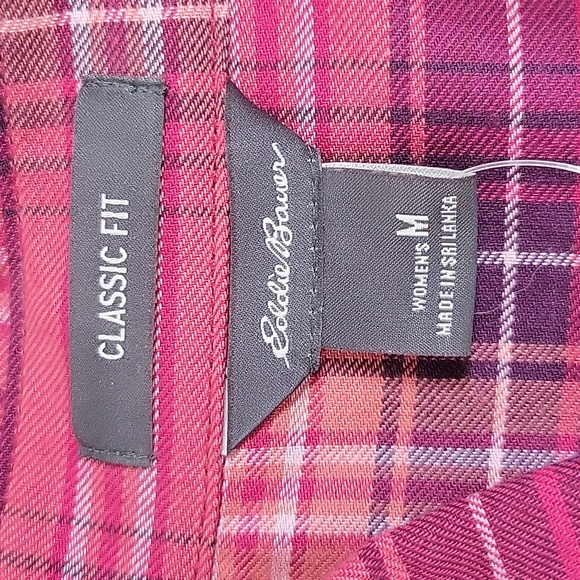 CLASSIC FIT
Eddie Bauer
WOMEN'S M
MADE IN SRI LANKA